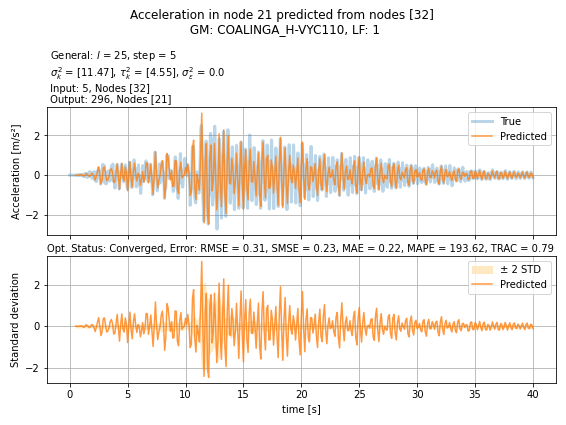 Acceleration in node 21 predicted from nodes [32]
GM: COALINGA_H-VYC110, LF: 1
General: l = 25, step = 5
σ²ₖ = [11.47], τ²ₖ = [4.55], σ²ε = 0.0
Input: 5, Nodes [32]
Output: 296, Nodes [21]
Acceleration [m/s²]
2
0
−2
True
Predicted
Opt. Status: Converged, Error: RMSE = 0.31, SMSE = 0.23, MAE = 0.22, MAPE = 193.62, TRAC = 0.79
Standard deviation
2
0
−2
± 2 STD
Predicted
0 5 10 15 20 25 30 35 40
time [s]